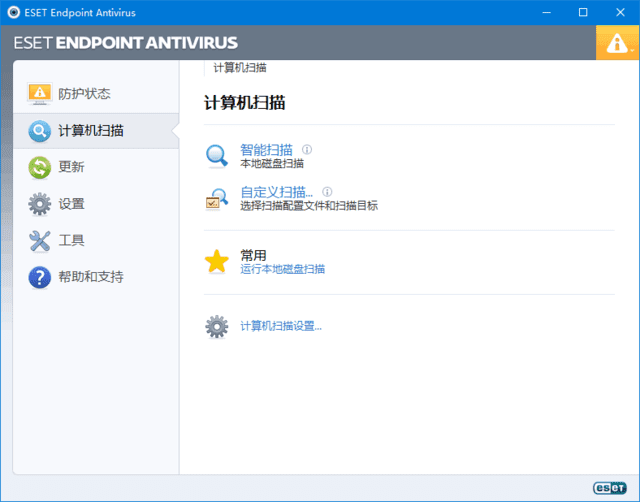 ESET Endpoint Antivirus
ESET ENDPOINT ANTIVIRUS
防护状态
计算机扫描
更新
设置
工具
帮助和支持
计算机扫描
计算机扫描
智能扫描
本地磁盘扫描
自定义扫描...
选择扫描配置文件和扫描目标
常用
运行本地磁盘扫描
计算机扫描设置...
eset